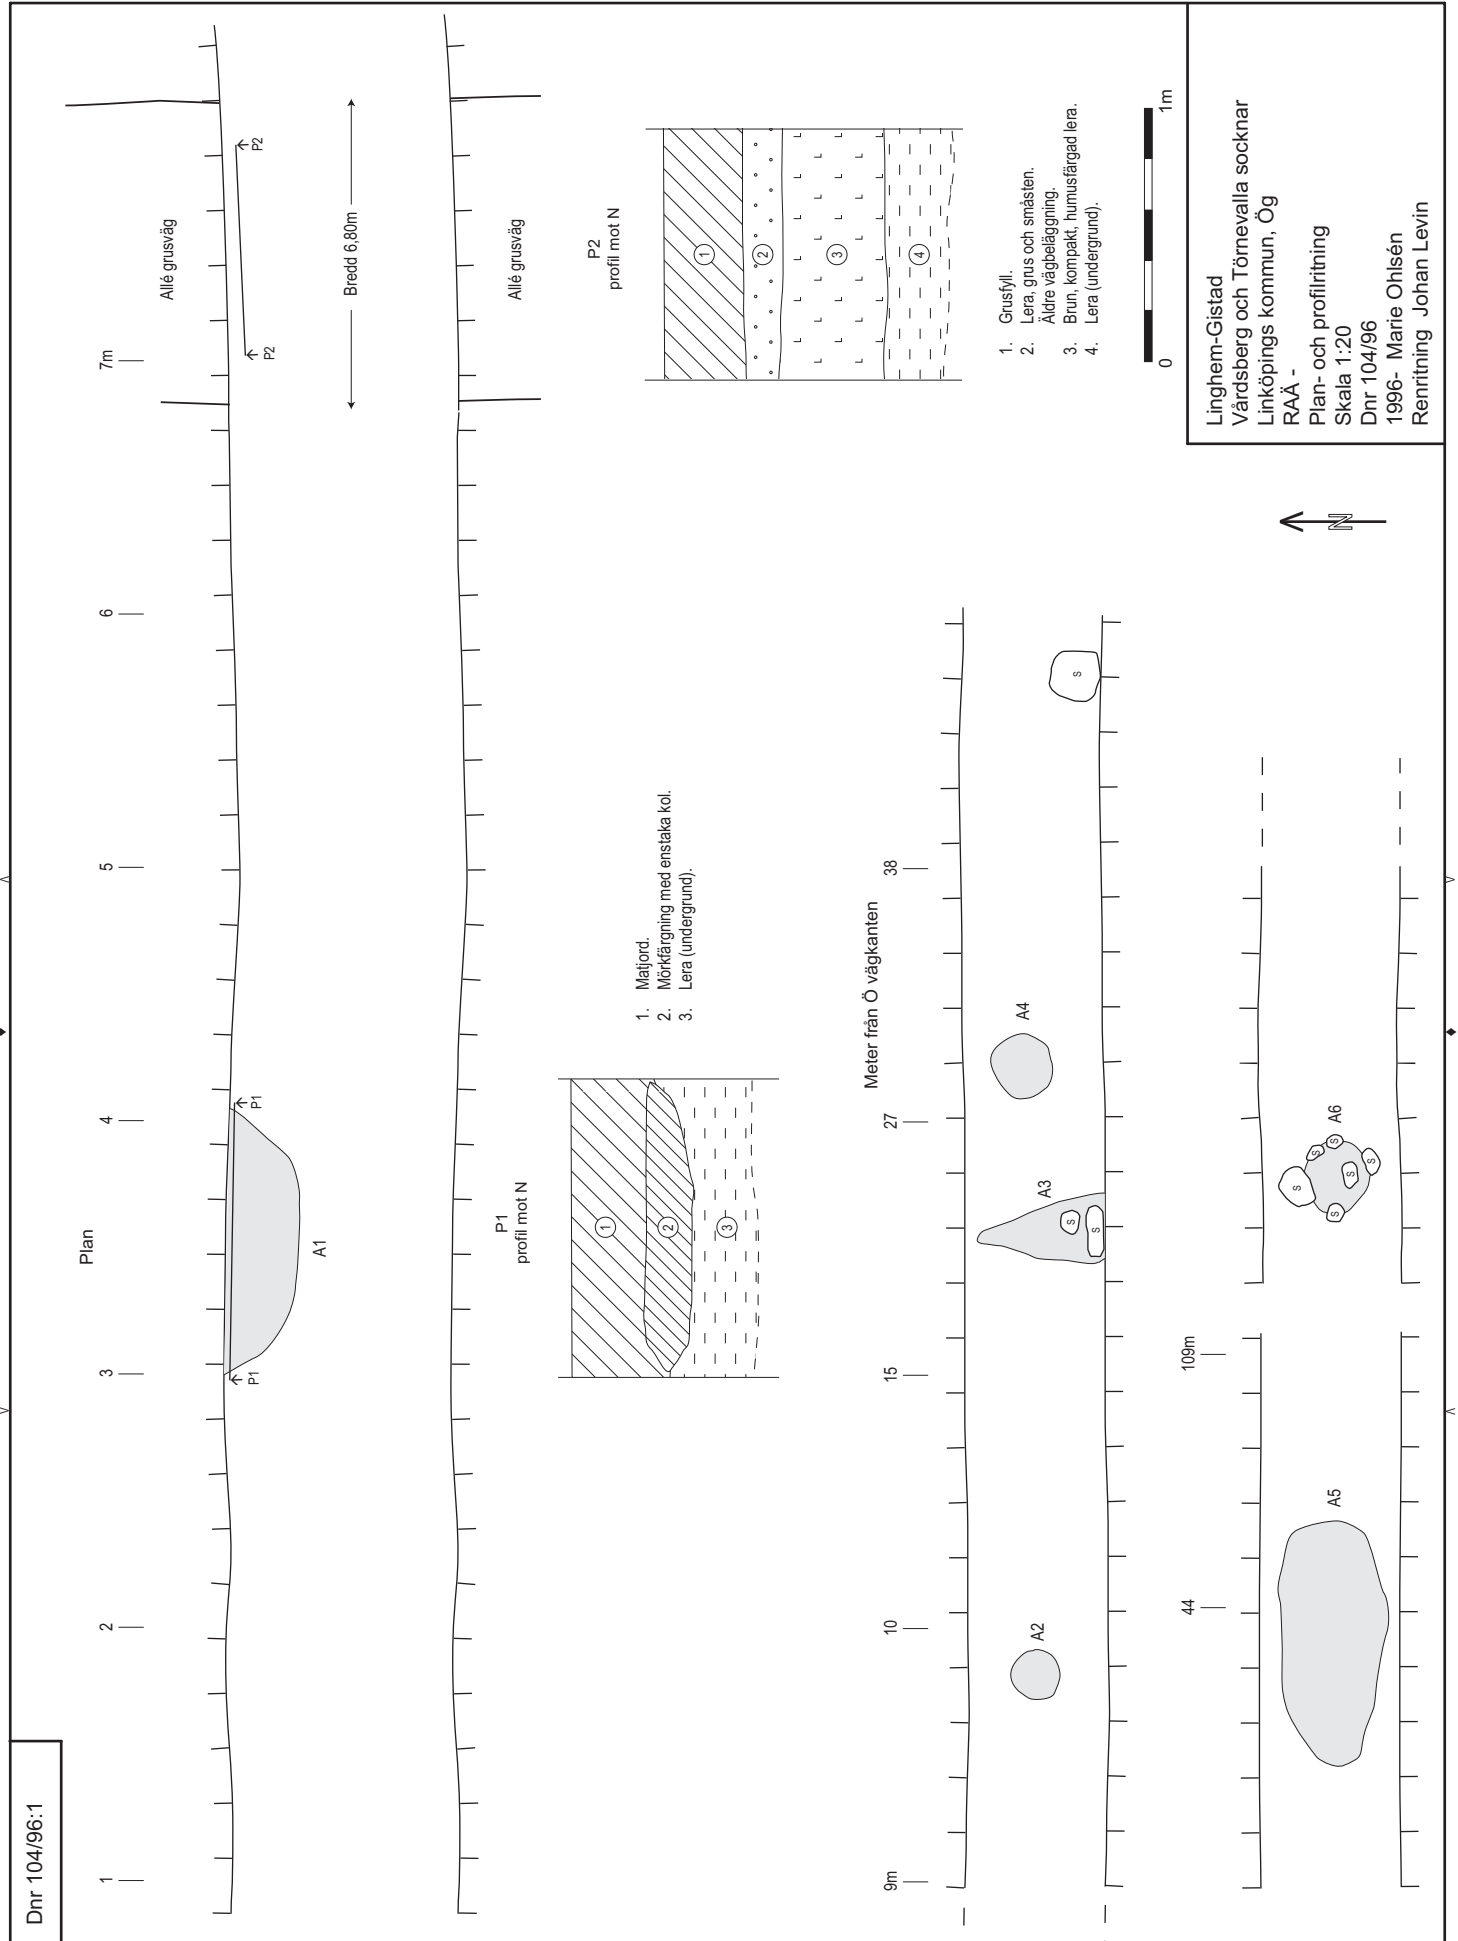 Dnr 104/96:1
Plan
1
2
3
4
5
6
7m
Allé grusväg
Bredd 6,80m
Allé grusväg
P1
P1
P2
P2
A1
P1
profil mot N
1
2
3
1. Matjord.
2. Mörkfärgning med enstaka kol.
3. Lera (undergrund).
P2
profil mot N
1
2
3
4
1. Grusfyll.
2. Lera, grus och småsten.
Äldre vägbeläggning.
3. Brun, kompakt, humusfärgad lera.
4. Lera (undergrund).
0
1m
Meter från Ö vägkanten
9m
10
15
27
38
A2
A3
S
S
A4
S
44
109m
A5
A6
S
S
S
S
S
S
N
Linghem-Gistad
Vårdsberg och Törnevalla socknar
Linköpings kommun, Ög
RAÄ -
Plan- och profilritning
Skala 1:20
Dnr 104/96
1996- Marie Ohlsén
Renritning Johan Levin